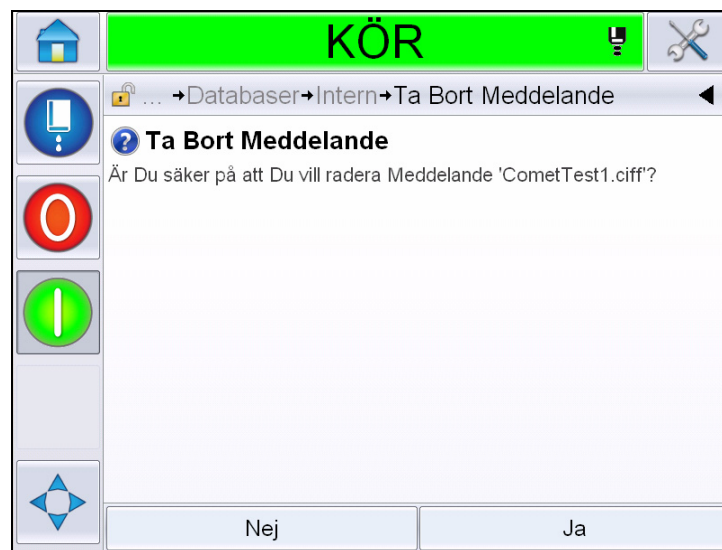 KÖR
... →Databaser→Intern→Ta Bort Meddelande
Ta Bort Meddelande
Är Du säker på att Du vill radera Meddelande 'CometTest1.ciff'?
Nej
Ja